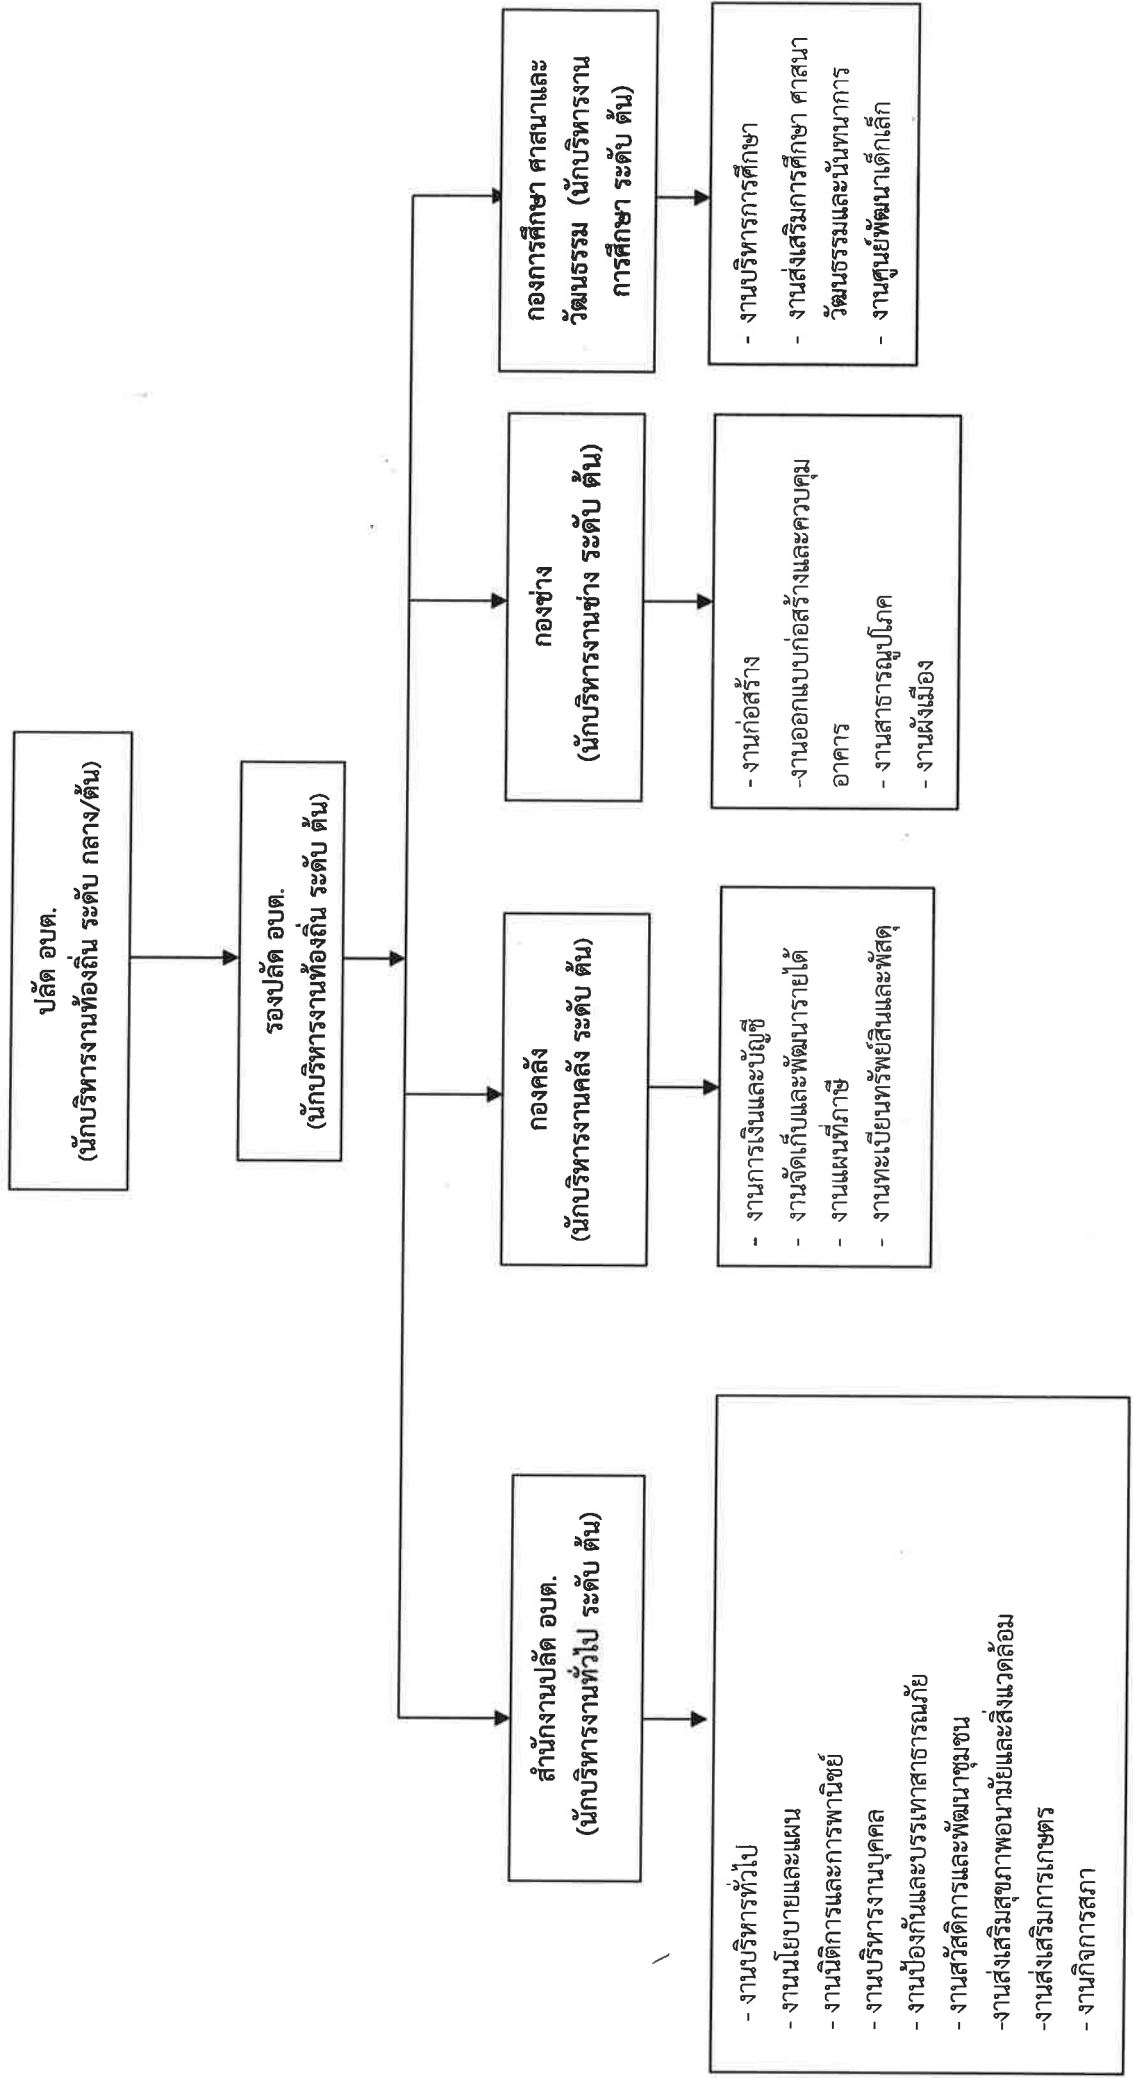 ปลัด อบต.
(นักบริหารงานท้องถิ่น ระดับ กลาง/ต้น)
รองปลัด อบต.
(นักบริหารงานท้องถิ่น ระดับ ต้น)
สำนักงานปลัด อบต.
(นักบริหารงานทั่วไป ระดับ ต้น)
กองคลัง
(นักบริหารงานคลัง ระดับ ต้น)
กองช่าง
(นักบริหารงานช่าง ระดับ ต้น)
กองการศึกษา ศาสนาและ
วัฒนธรรม (นักบริหารงาน
การศึกษา ระดับ ต้น)
- งานบริหารทั่วไป
- งานนโยบายและแผน
- งานนิติการและการพานิชย์
- งานบริหารงานบุคคล
- งานป้องกันและบรรเทาสาธารณภัย
- งานสวัสดิการและพัฒนาชุมชน
-งานส่งเสริมสุขภาพอนามัยและสิ่งแวดล้อม
-งานส่งเสริมการเกษตร
- งานกิจการสภา
- งานการเงินและบัญชี
- งานจัดเก็บและพัฒนารายได้
- งานแผนที่ภาษี
- งานทะเบียนทรัพย์สินและพัสดุ
- งานก่อสร้าง
-งานออกแบบก่อสร้างและควบคุม
อาคาร
- งานสาธารณูปโภค
- งานผังเมือง
- งานบริหารการศึกษา
- งานส่งเสริมการศึกษา ศาสนา
วัฒนธรรมและนันทนาการ
- งานศูนย์พัฒนาเด็กเล็ก